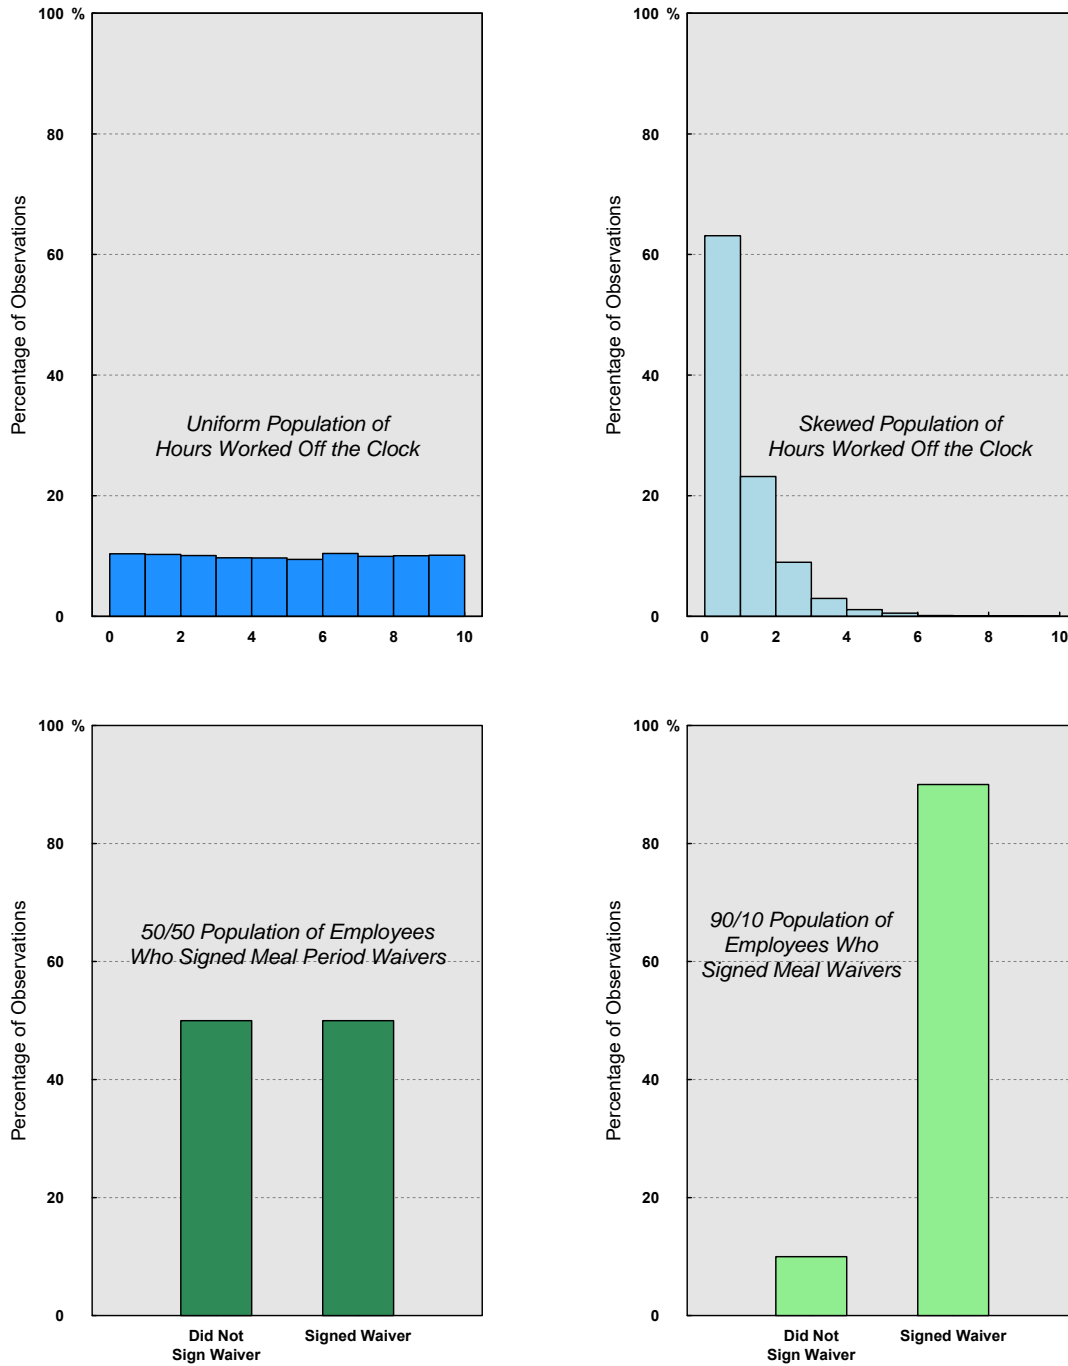 100 %
80
60
40
20
0
Percentage of Observations
Uniform Population of
Hours Worked Off the Clock
0 2 4 6 8 10
100 %
80
60
40
20
0
Percentage of Observations
Skewed Population of
Hours Worked Off the Clock
0 2 4 6 8 10
100 %
80
60
40
20
0
Percentage of Observations
50/50 Population of Employees
Who Signed Meal Period Waivers
Did Not Signed Waiver
Sign Waiver
100 %
80
60
40
20
0
Percentage of Observations
90/10 Population of
Employees Who
Signed Meal Waivers
Did Not Signed Waiver
Sign Waiver